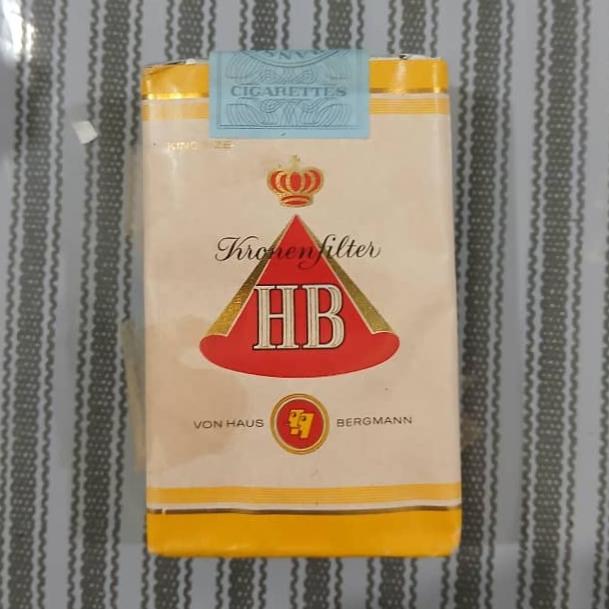 CIGARETTES
KING SIZE
Kronenfilter
HB
VON HAUS BERGMANN